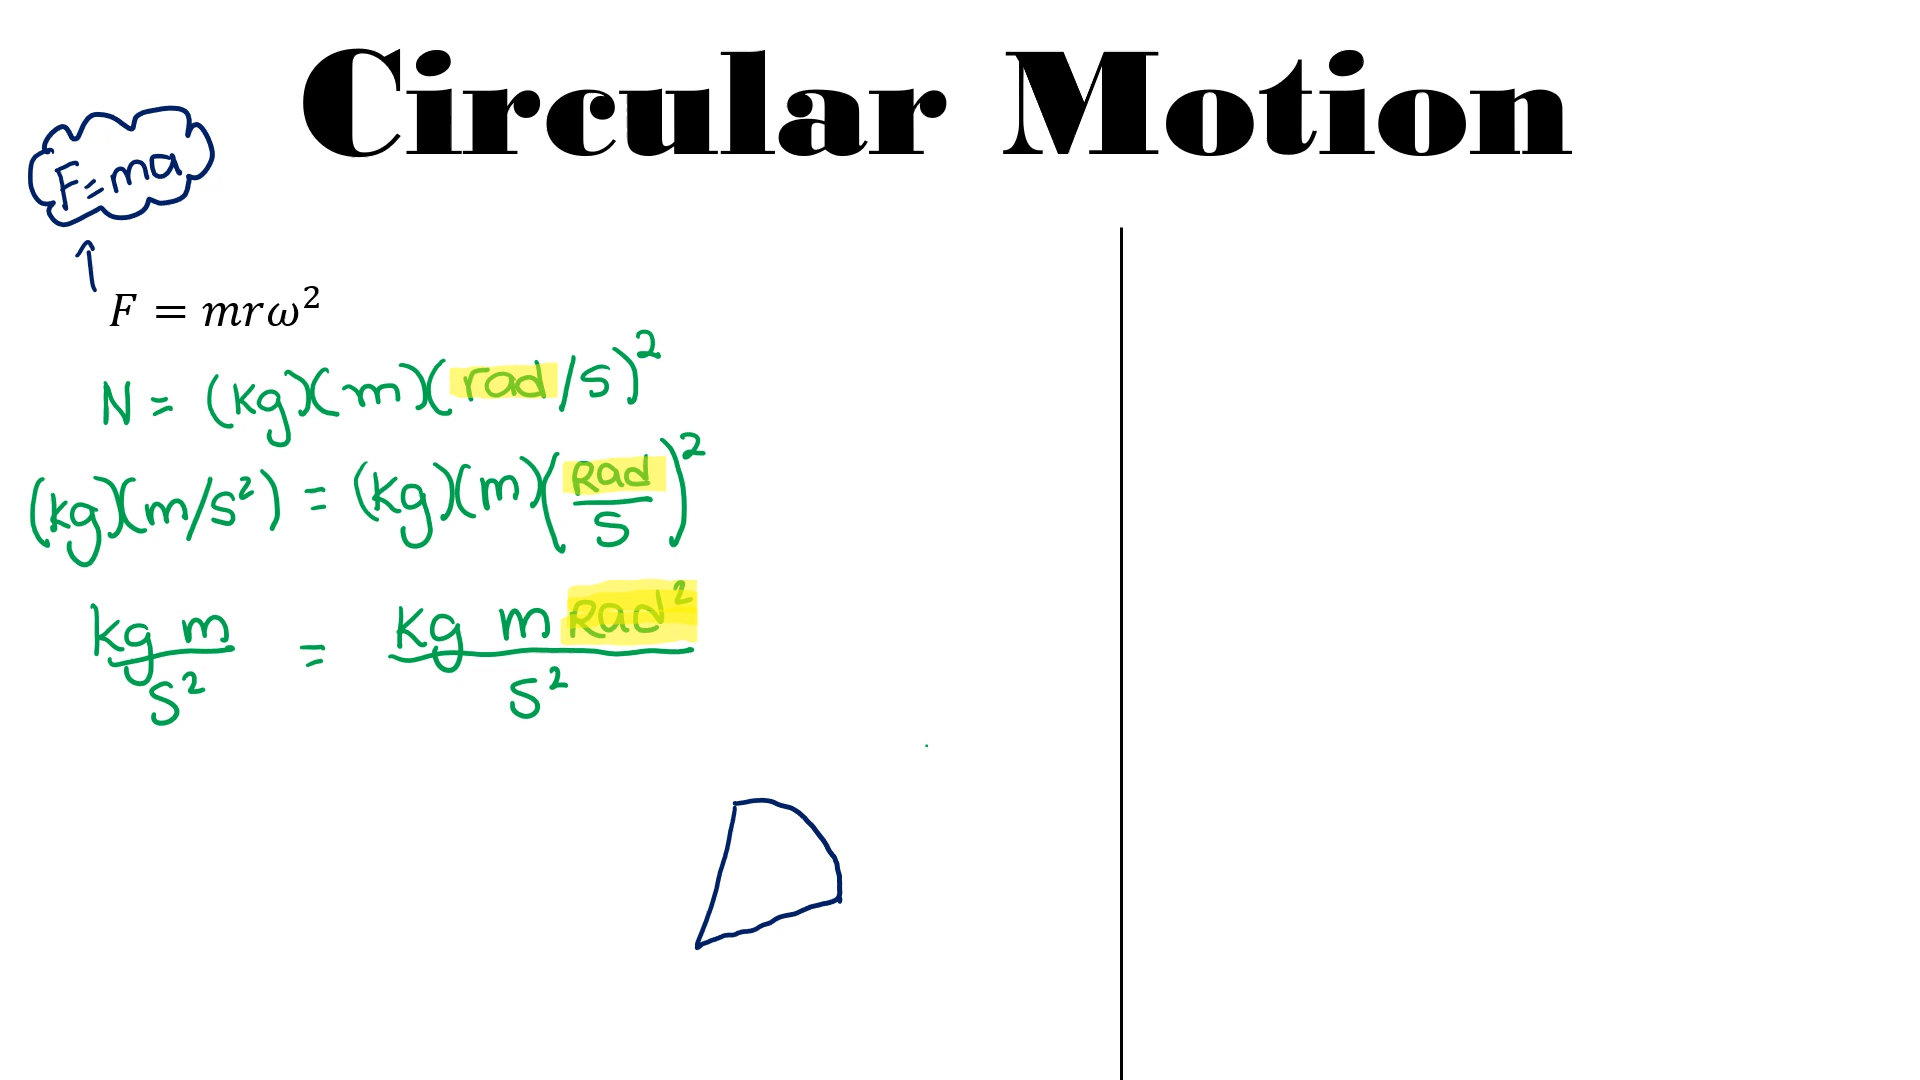 Circular Motion
F = ma
F = mrω²
N = (kg)(m)(rad/s)²
(kg)(m/s²) = (kg)(m)(Rad/s)²
kg m/s² = kg m Rad²/s²